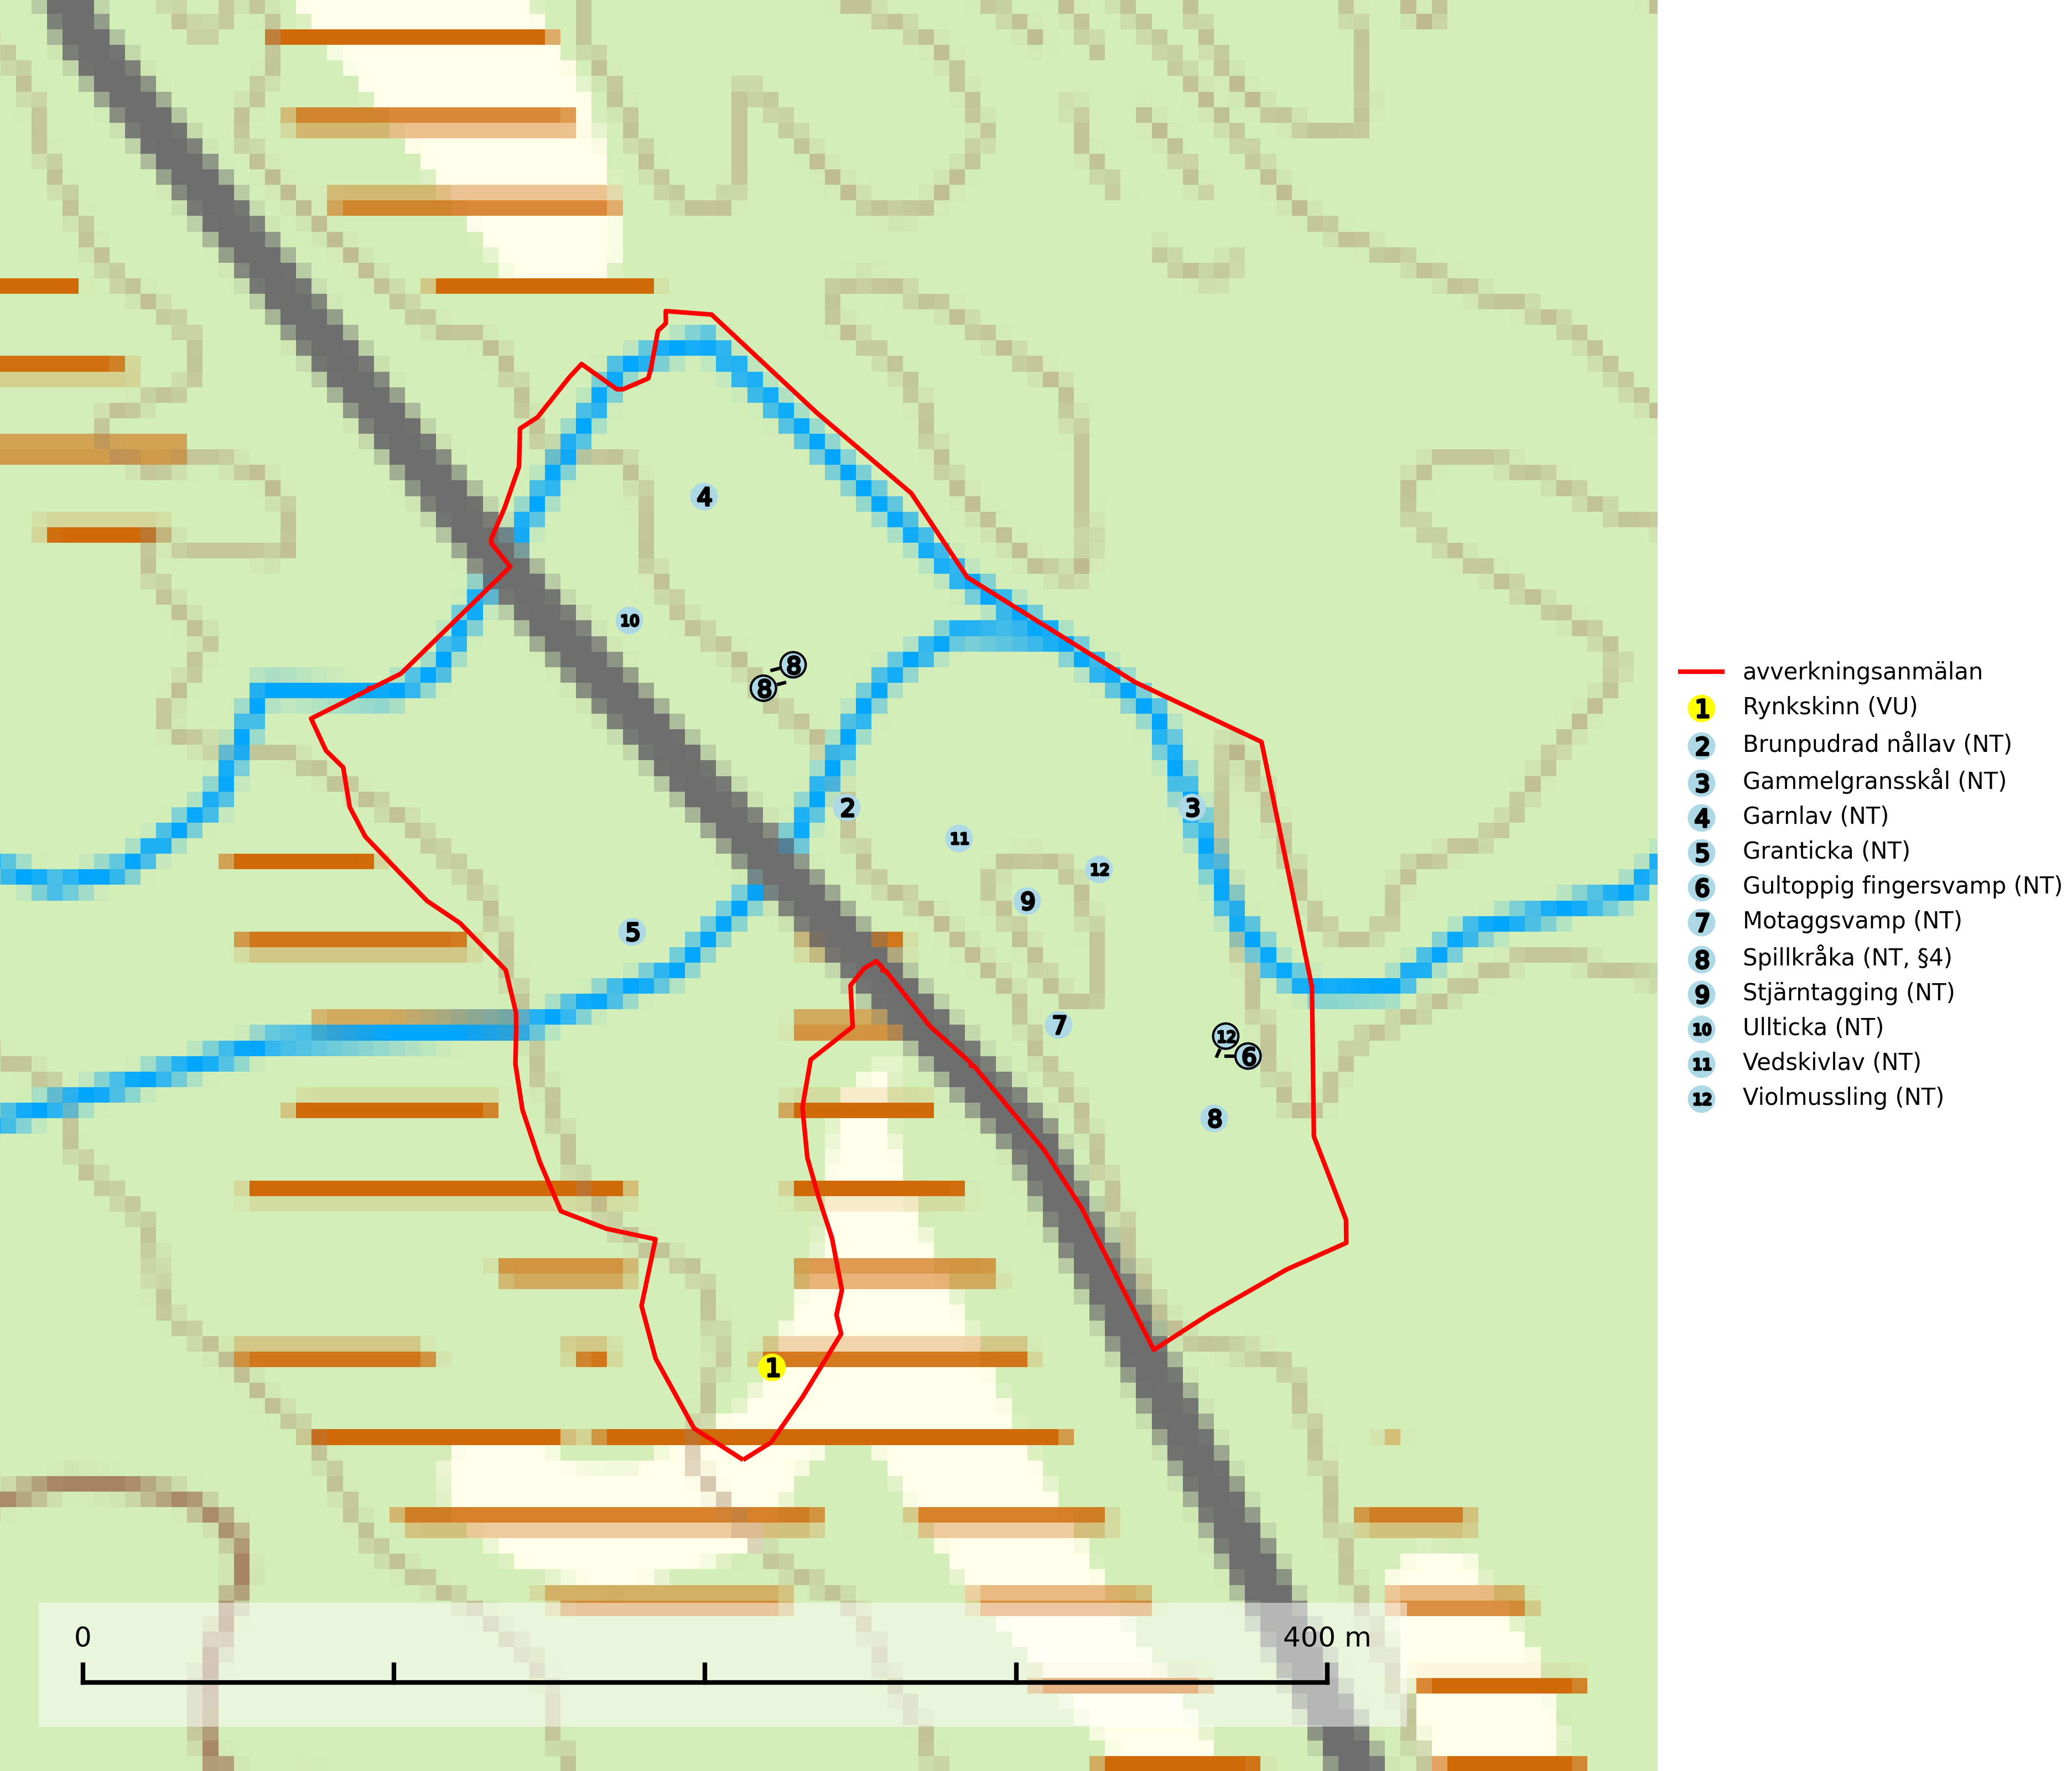 4
10
8
8
2
3
11
12
9
5
7
12
6
8
1
0
400 m
avverkningsanmälan
1 Rynkskinn (VU)
2 Brunpudrad nållav (NT)
3 Gammelgransskål (NT)
4 Garnlav (NT)
5 Granticka (NT)
6 Gultoppig fingersvamp (NT)
7 Motaggsvamp (NT)
8 Spillkråka (NT, §4)
9 Stjärntagging (NT)
10 Ullticka (NT)
11 Vedskivlav (NT)
12 Violmussling (NT)